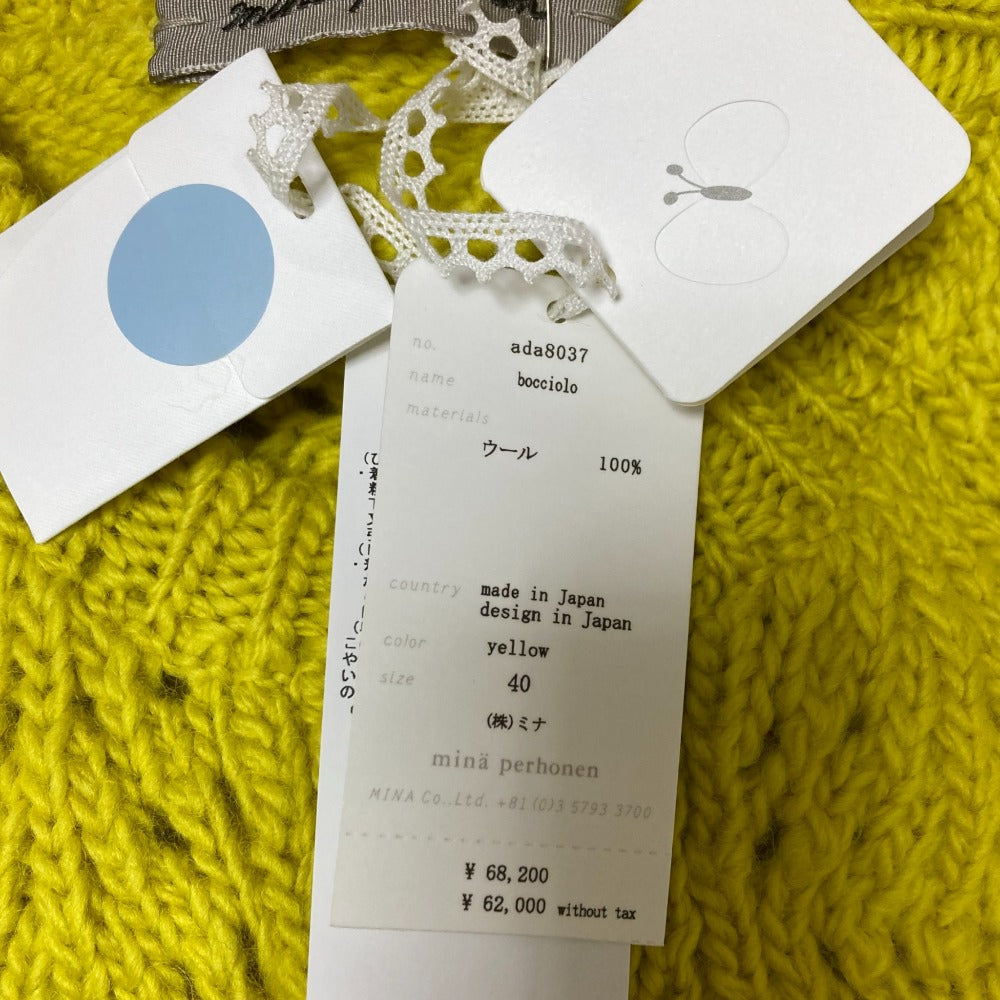 no. ada8037
name bocciolo
materials
ウール 100%
country made in Japan
design in Japan
color yellow
size 40
(株)ミナ
minä perhonen
MINA Co.,Ltd. +81(0)3 5793 3700
¥ 68,200
¥ 62,000 without tax